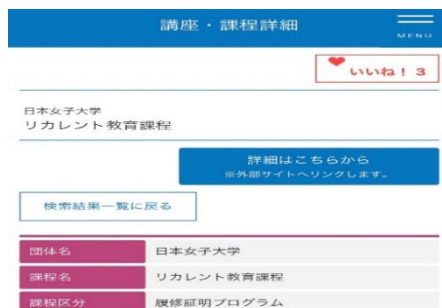 講座・課程詳細
MENU
いいね！3
日本女子大学
リカレント教育課程
詳細はこちらから
※外部サイトへリンクします。
検索結果一覧に戻る
団体名 日本女子大学
課程名 リカレント教育課程
課程区分 履修証明プログラム